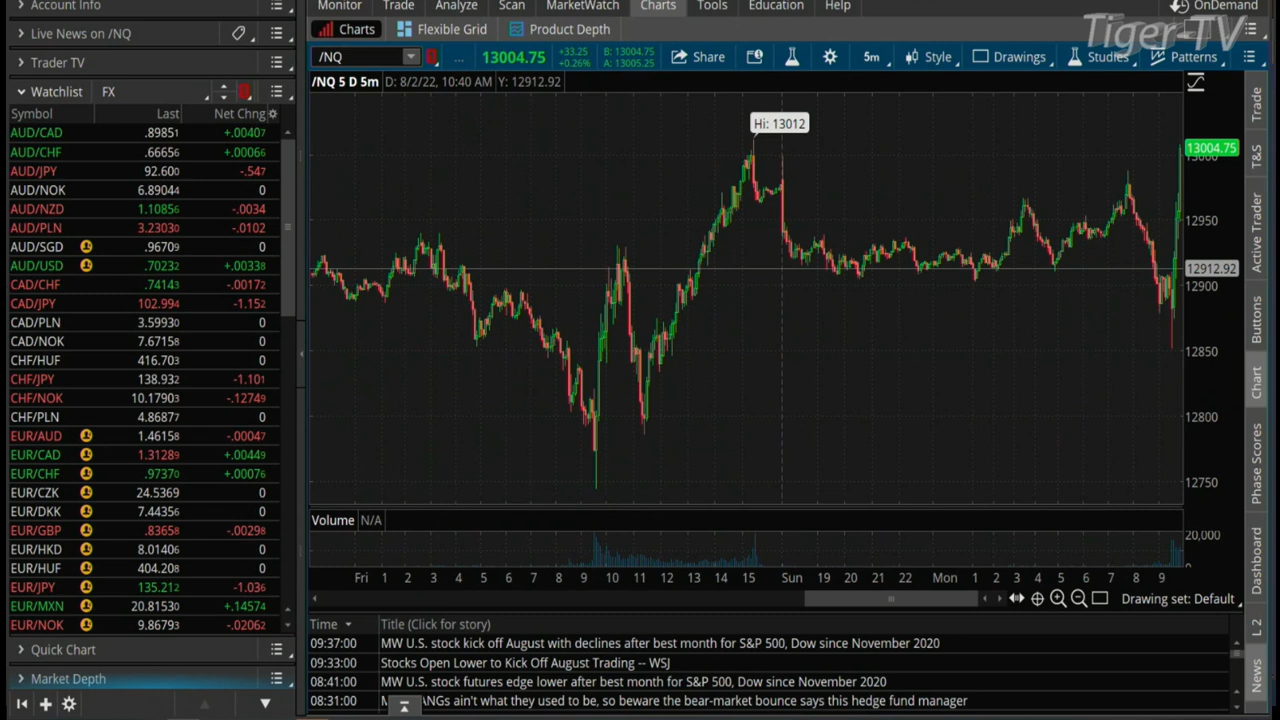 Account Info
Monitor Trade Analyze Scan MarketWatch Charts Tools Education Help OnDemand
Live News on /NQ
Charts Flexible Grid Product Depth
Tiger-TV
Trader TV
/NQ 13004.75 +33.25 +0.26% B: 13004.75 A: 13005.25 Share 5m Style Drawings Studies Patterns
Watchlist FX
/NQ 5 D 5m D: 8/2/22, 10:40 AM Y: 12912.92
Symbol Last Net Chng
AUD/CAD .89851 +.00407
AUD/CHF .66656 +.00066
AUD/JPY 92.600 -.547
AUD/NOK 6.89044 0
AUD/NZD 1.10856 -.0034
AUD/PLN 3.23030 -.0102
AUD/SGD .96709 0
AUD/USD .70232 +.00338
CAD/CHF .74143 -.00172
CAD/JPY 102.994 -1.152
CAD/PLN 3.59930 0
CAD/NOK 7.67158 0
CHF/HUF 416.703 0
CHF/JPY 138.932 -1.101
CHF/NOK 10.17903 -.12749
CHF/PLN 4.86877 0
EUR/AUD 1.46158 -.00047
EUR/CAD 1.31289 +.00449
EUR/CHF .97370 +.00076
EUR/CZK 24.5369 0
EUR/DKK 7.44356 0
EUR/GBP .83658 -.00298
EUR/HKD 8.01406 0
EUR/HUF 404.208 0
EUR/JPY 135.212 -1.036
EUR/MXN 20.81530 +.14574
EUR/NOK 9.86793 -.02062
Quick Chart
Market Depth
Hi: 13012
13004.75
13000
12950
12912.92
12900
12850
12800
12750
Volume N/A
20,000
10,000
Fri 1 2 3 4 5 6 7 8 9 10 11 12 13 14 15 Sun 19 20 21 22 Mon 1 2 3 4 5 6 7 8 9
Drawing set: Default
Time Title (Click for story)
09:37:00 MW U.S. stock kick off August with declines after best month for S&P 500, Dow since November 2020
09:33:00 Stocks Open Lower to Kick Off August Trading -- WSJ
08:41:00 MW U.S. stock futures edge lower after best month for S&P 500, Dow since November 2020
08:31:00 ANGs ain't what they used to be, so beware the bear-market bounce says this hedge fund manager
Trade
T&S
Active Trader
Buttons
Chart
Phase Scores
Dashboard
L 2
News